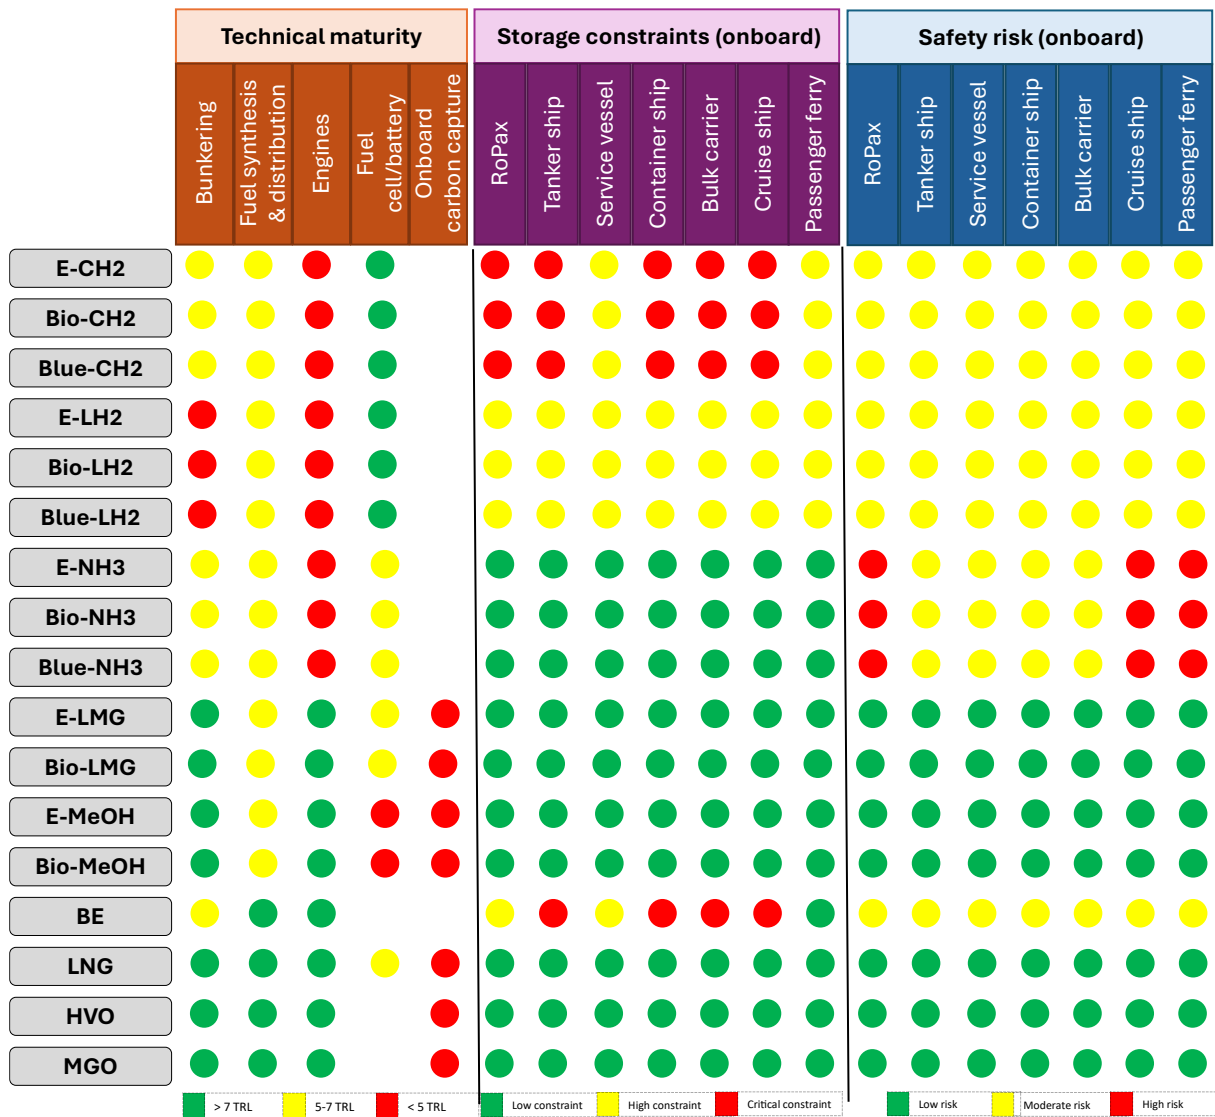 Technical maturity
Storage constraints (onboard)
Safety risk (onboard)
Bunkering
Fuel synthesis
& distribution
Engines
Fuel
cell/battery
Onboard
carbon capture
RoPax
Tanker ship
Service vessel
Container ship
Bulk carrier
Cruise ship
Passenger ferry
RoPax
Tanker ship
Service vessel
Container ship
Bulk carrier
Cruise ship
Passenger ferry
E-CH2
Bio-CH2
Blue-CH2
E-LH2
Bio-LH2
Blue-LH2
E-NH3
Bio-NH3
Blue-NH3
E-LMG
Bio-LMG
E-MeOH
Bio-MeOH
BE
LNG
HVO
MGO
> 7 TRL
5-7 TRL
< 5 TRL
Low constraint
High constraint
Critical constraint
Low risk
Moderate risk
High risk